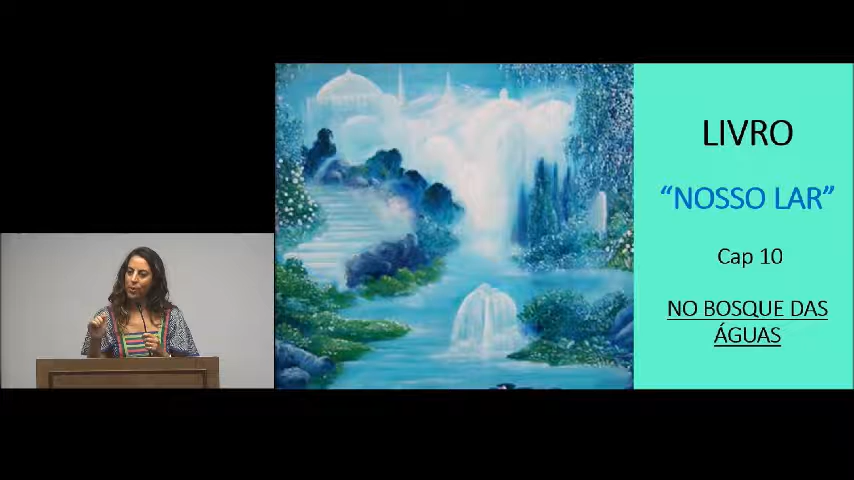 LIVRO
“NOSSO LAR”
Cap 10
NO BOSQUE DAS
ÁGUAS